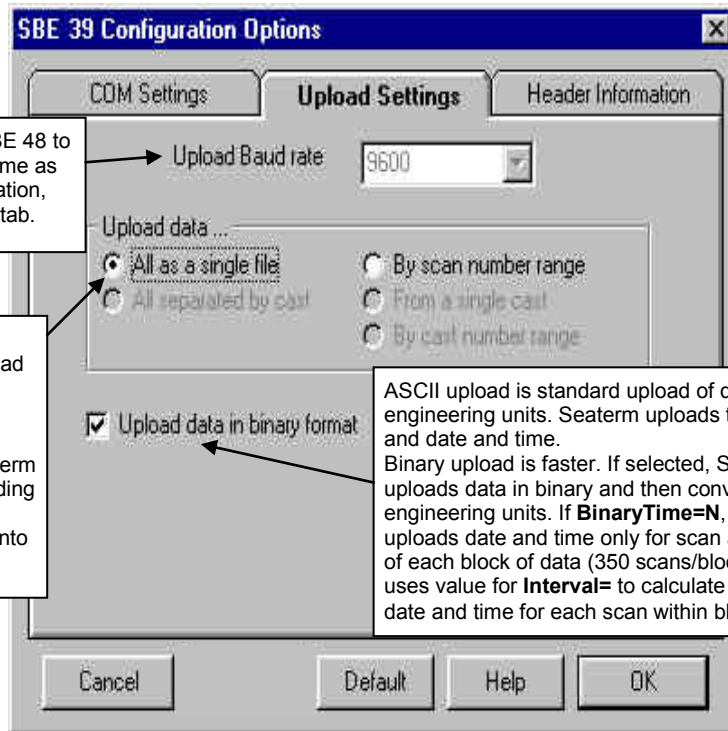 SBE 39 Configuration Options
COM Settings
Upload Settings
Header Information
BE 48 to
me as
ation,
tab.
Upload Baud rate
9600
Upload data ...
All as a single file
By scan number range
All separated by cast
From a single cast
By cast number range
ad
erm
ding
nto
Upload data in binary format
ASCII upload is standard upload of d
engineering units. Seaterm uploads t
and date and time.
Binary upload is faster. If selected, S
uploads data in binary and then conv
engineering units. If BinaryTime=N,
uploads date and time only for scan
of each block of data (350 scans/bloc
uses value for Interval= to calculate
date and time for each scan within bl
Cancel
Default
Help
OK